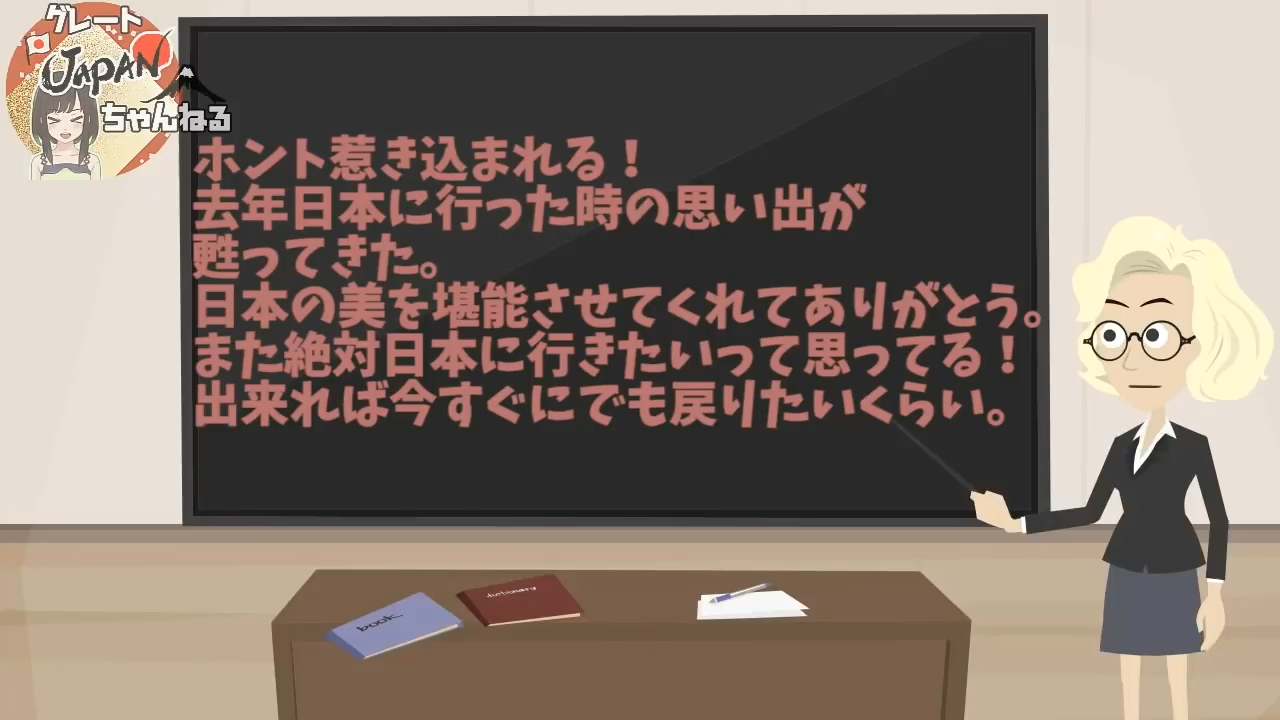 グレート
JAPAN
ちゃんねる
ホント惹き込まれる！
去年日本に行った時の思い出が
甦ってきた。
日本の美を堪能させてくれてありがとう。
また絶対日本に行きたいって思ってる！
出来れば今すぐにでも戻りたいくらい。
book
dictionary